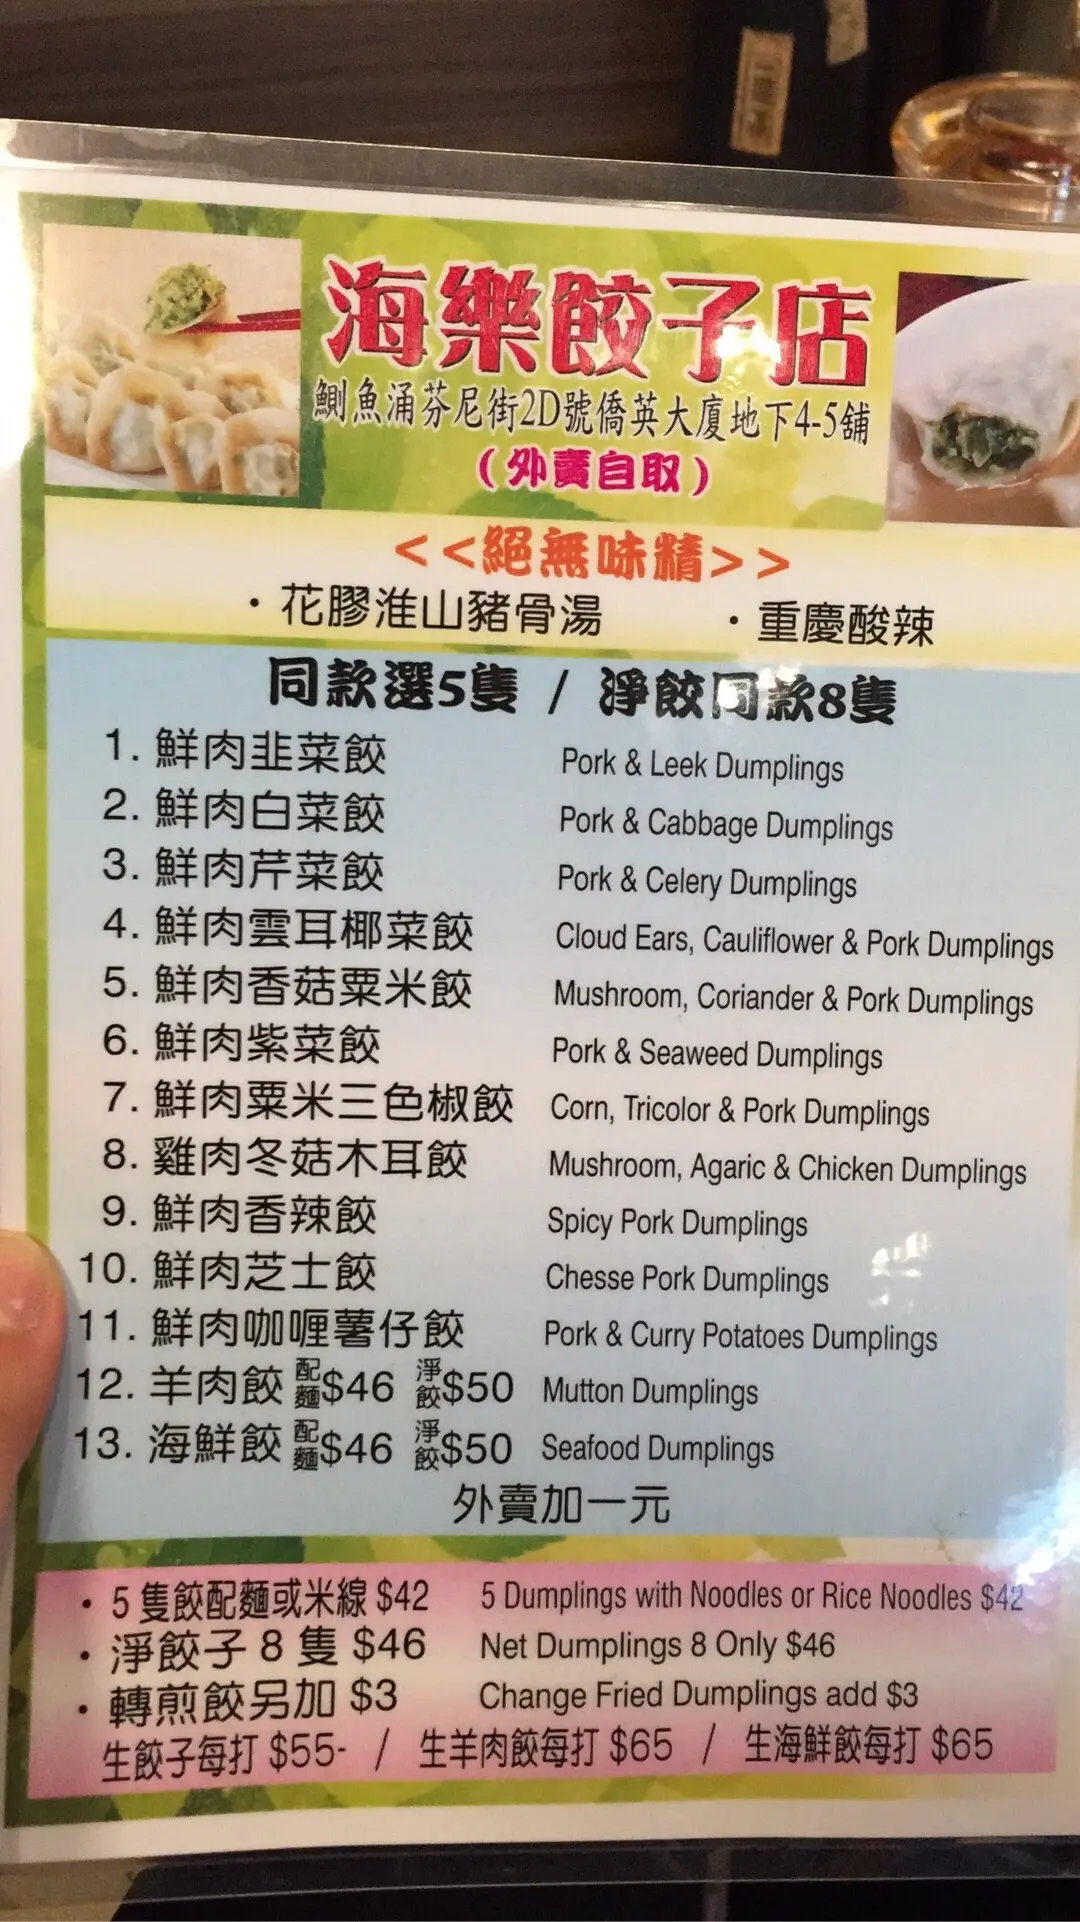 海樂餃子店
鰂魚涌芬尼街2D號僑英大廈地下4-5舖
(外賣自取)
<<絕無味精>>
·花膠淮山豬骨湯 ·重慶酸辣
同款選5隻 / 淨餃同款8隻
1. 鮮肉韭菜餃 Pork & Leek Dumplings
2. 鮮肉白菜餃 Pork & Cabbage Dumplings
3. 鮮肉芹菜餃 Pork & Celery Dumplings
4. 鮮肉雲耳椰菜餃 Cloud Ears, Cauliflower & Pork Dumplings
5. 鮮肉香菇粟米餃 Mushroom, Coriander & Pork Dumplings
6. 鮮肉紫菜餃 Pork & Seaweed Dumplings
7. 鮮肉粟米三色椒餃 Corn, Tricolor & Pork Dumplings
8. 雞肉冬菇木耳餃 Mushroom, Agaric & Chicken Dumplings
9. 鮮肉香辣餃 Spicy Pork Dumplings
10. 鮮肉芝士餃 Chesse Pork Dumplings
11. 鮮肉咖喱薯仔餃 Pork & Curry Potatoes Dumplings
12. 羊肉餃 配麵$46 淨餃$50 Mutton Dumplings
13. 海鮮餃 配麵$46 淨餃$50 Seafood Dumplings
外賣加一元
·5隻餃配麵或米線 $42 5 Dumplings with Noodles or Rice Noodles $42
·淨餃子8隻 $46 Net Dumplings 8 Only $46
·轉煎餃另加 $3 Change Fried Dumplings add $3
生餃子每打 $55- / 生羊肉餃每打 $65 / 生海鮮餃每打 $65